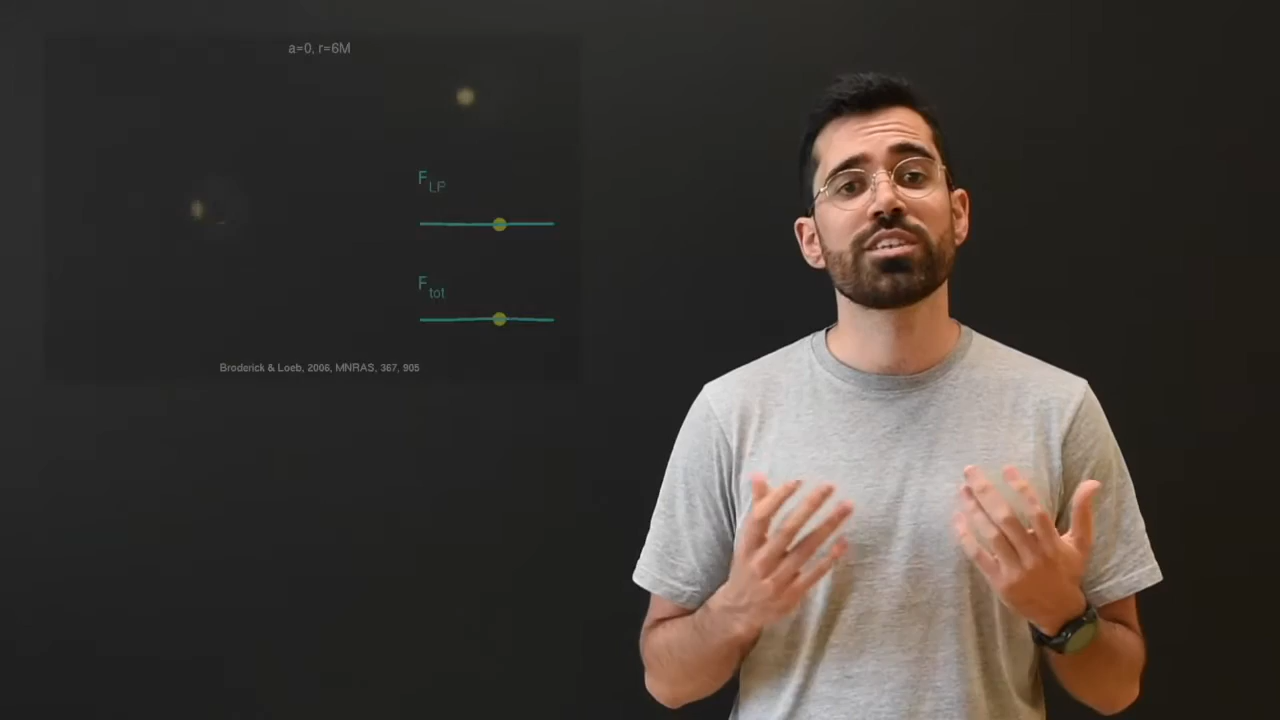 a=0, r=6M
F_LP
F_tot
Broderick & Loeb, 2006, MNRAS, 367, 905